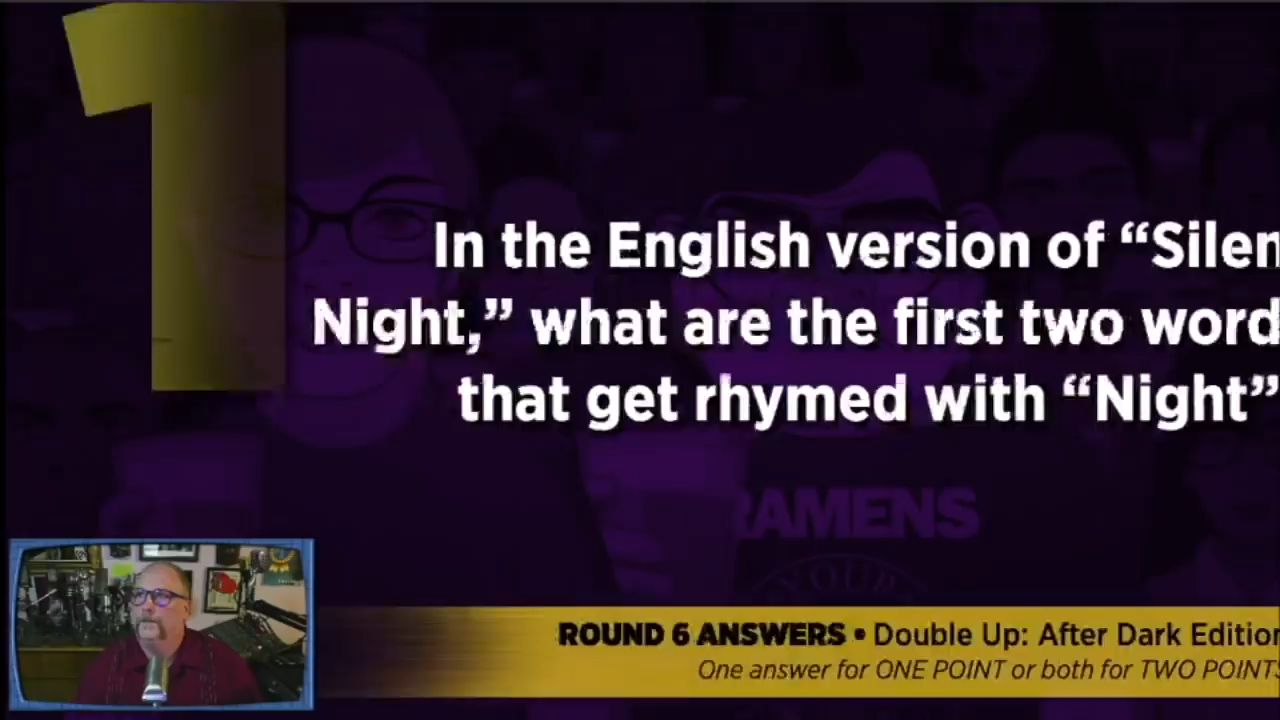 1
In the English version of “Silen
Night,” what are the first two word
that get rhymed with “Night”
RAMENS
ROUND 6 ANSWERS • Double Up: After Dark Edition
One answer for ONE POINT or both for TWO POINTS